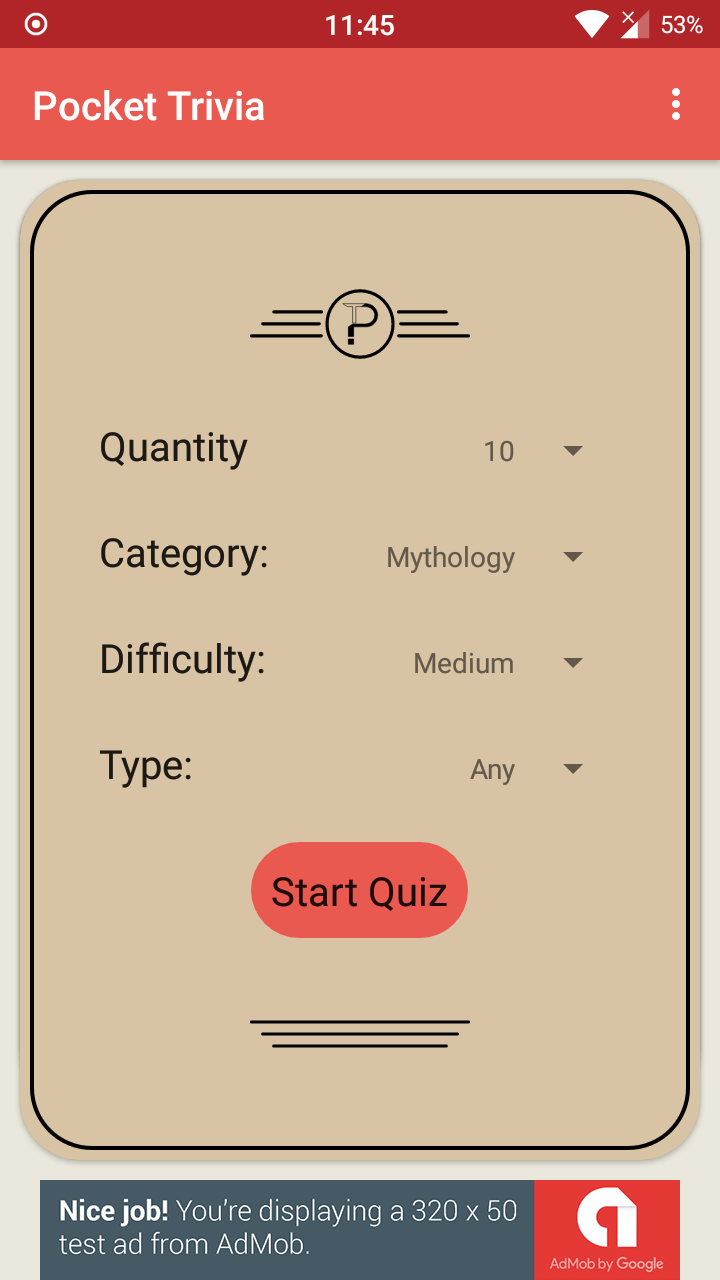 11:45
53%
Pocket Trivia
Quantity 10
Category: Mythology
Difficulty: Medium
Type: Any
Start Quiz
Nice job! You're displaying a 320 x 50
test ad from AdMob.
AdMob by Google